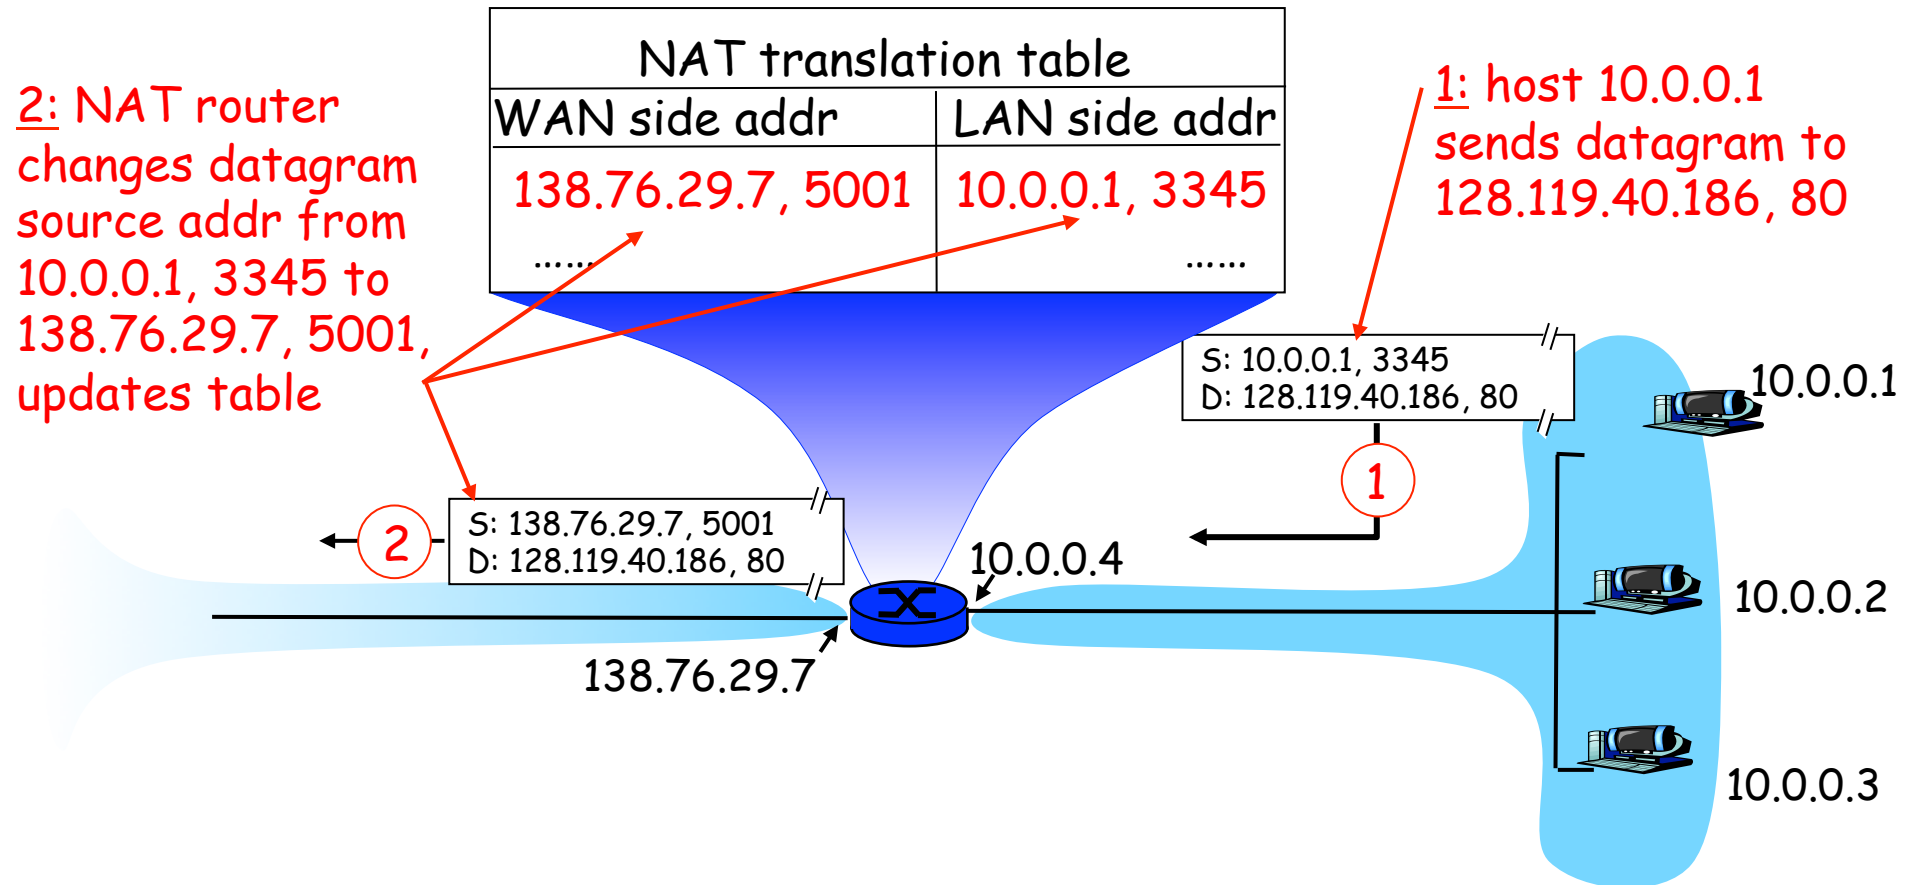 NAT translation table
WAN side addr
LAN side addr
138.76.29.7, 5001
10.0.0.1, 3345
......
......
2: NAT router
changes datagram
source addr from
10.0.0.1, 3345 to
138.76.29.7, 5001,
updates table
1: host 10.0.0.1
sends datagram to
128.119.40.186, 80
S: 10.0.0.1, 3345
D: 128.119.40.186, 80
1
10.0.0.1
2
S: 138.76.29.7, 5001
D: 128.119.40.186, 80
10.0.0.4
10.0.0.2
138.76.29.7
10.0.0.3